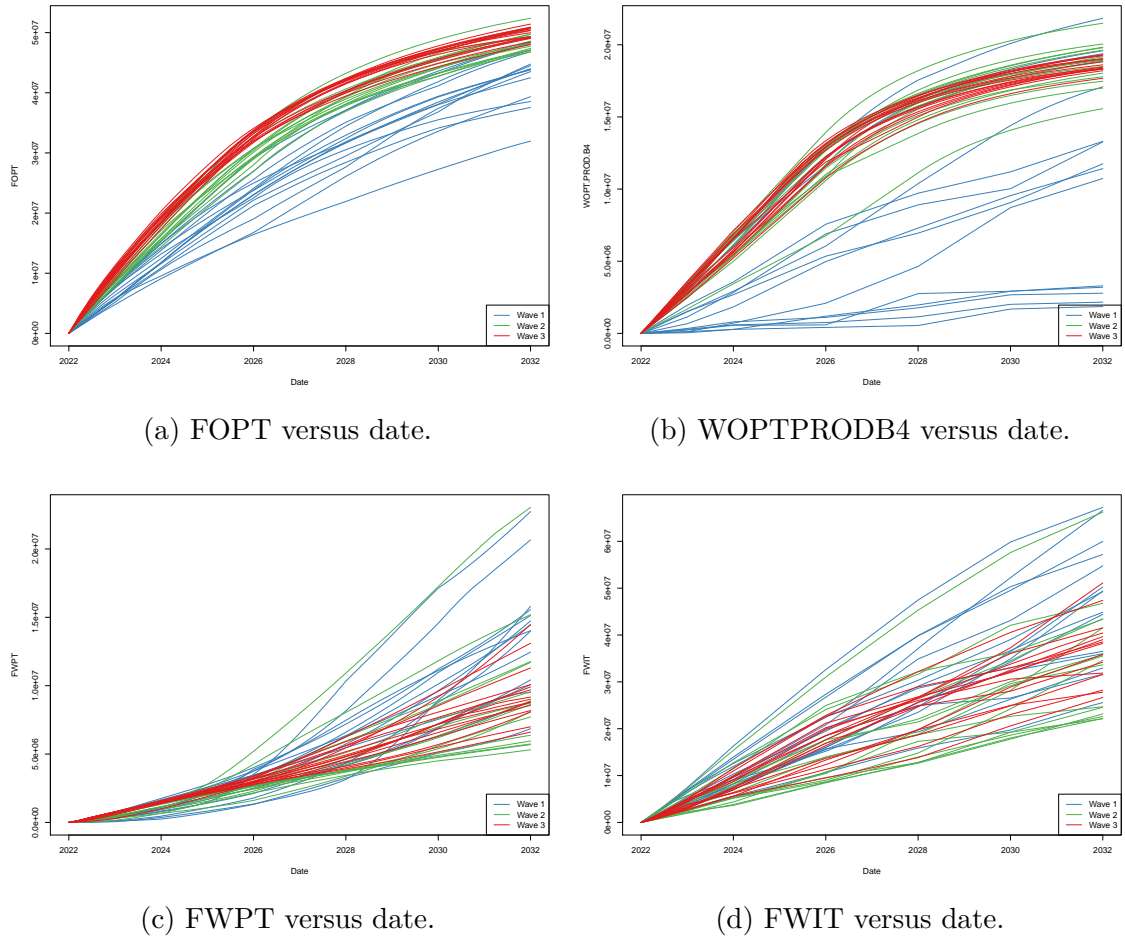 FOPT
5e+07
4e+07
3e+07
2e+07
1e+07
0e+00
2022
2024
2026
2028
2030
2032
Date
Wave 1
Wave 2
Wave 3
(a) FOPT versus date.
WOPT.PROD.B4
2.0e+07
1.5e+07
1.0e+07
5.0e+06
0.0e+00
2022
2024
2026
2028
2030
2032
Date
Wave 1
Wave 2
Wave 3
(b) WOPTPRODB4 versus date.
FWPT
2.0e+07
1.5e+07
1.0e+07
5.0e+06
0.0e+00
2022
2024
2026
2028
2030
2032
Date
Wave 1
Wave 2
Wave 3
(c) FWPT versus date.
FWIT
6e+07
5e+07
4e+07
3e+07
2e+07
1e+07
0e+00
2022
2024
2026
2028
2030
2032
Date
Wave 1
Wave 2
Wave 3
(d) FWIT versus date.